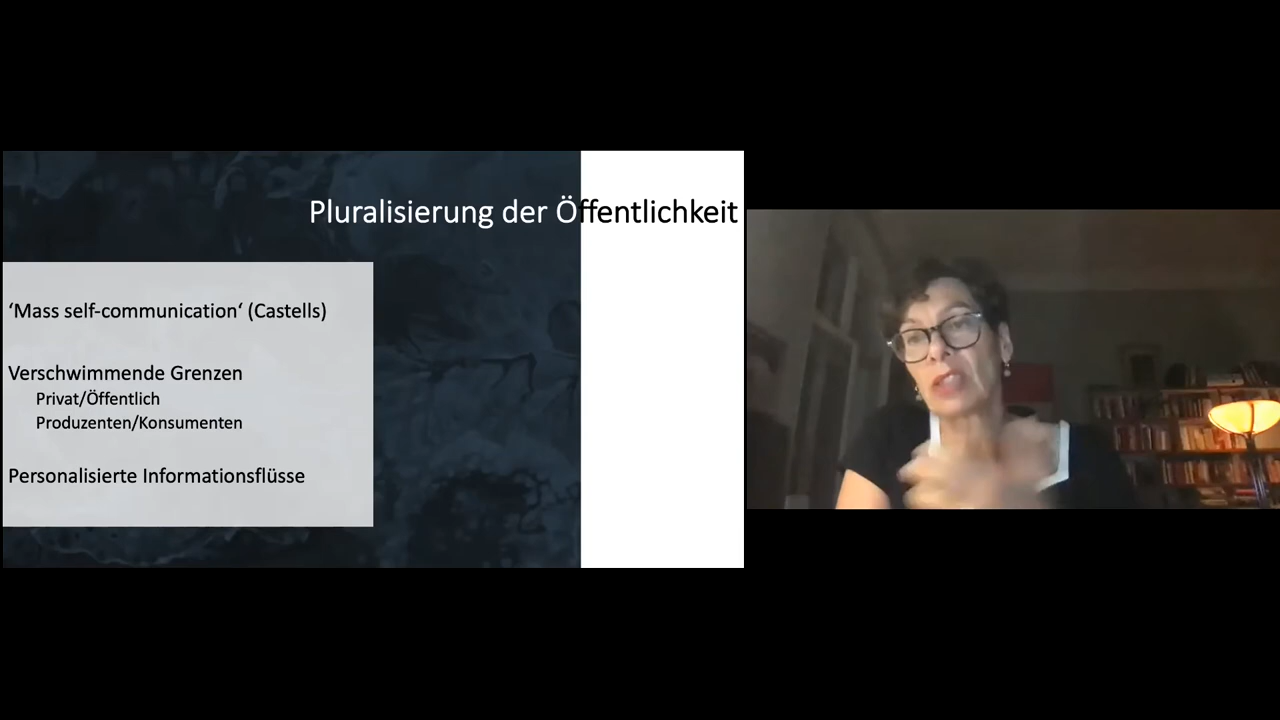 Pluralisierung der Öffentlichkeit
‘Mass self-communication‘ (Castells)
Verschwimmende Grenzen
Privat/Öffentlich
Produzenten/Konsumenten
Personalisierte Informationsflüsse